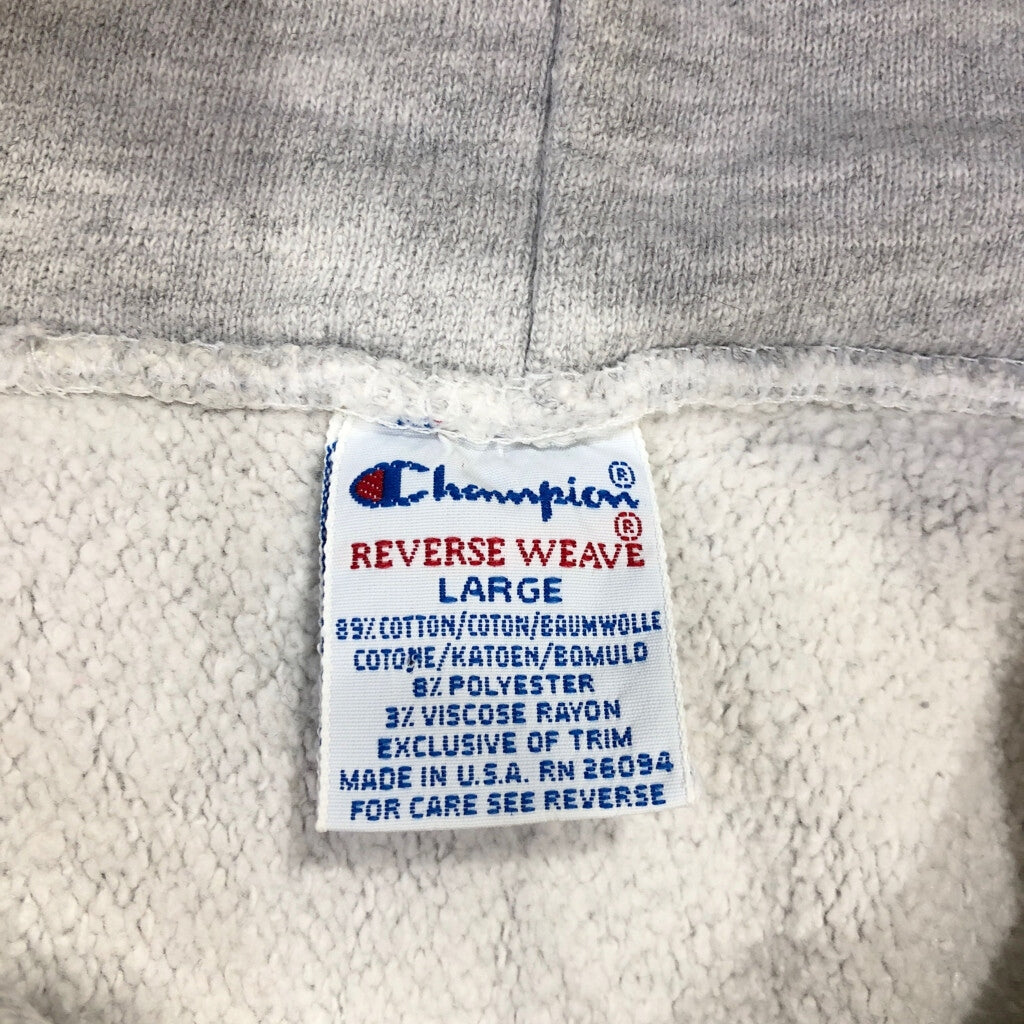 Champion®
REVERSE WEAVE®
LARGE
89% COTTON/COTON/BAUMWOLLE
COTONE/KATOEN/BOMULD
8% POLYESTER
3% VISCOSE RAYON
EXCLUSIVE OF TRIM
MADE IN U.S.A. RN 26094
FOR CARE SEE REVERSE